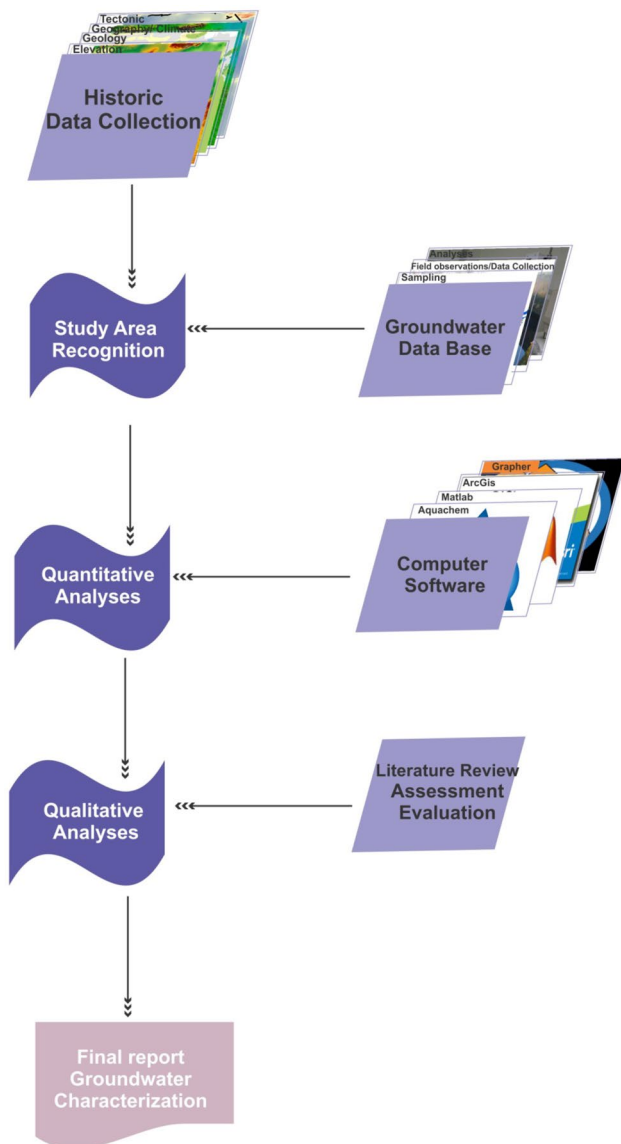 Tectonic
Geography/ Climate
Geology
Elevation
Historic
Data Collection
Analyses
Field observations/Data Collection
Sampling
Study Area
Recognition
Groundwater
Data Base
Grapher
ArcGis
Matlab
Aquachem
Quantitative
Analyses
Computer
Software
Literature Review
Assessment
Evaluation
Qualitative
Analyses
Final report
Groundwater
Characterization